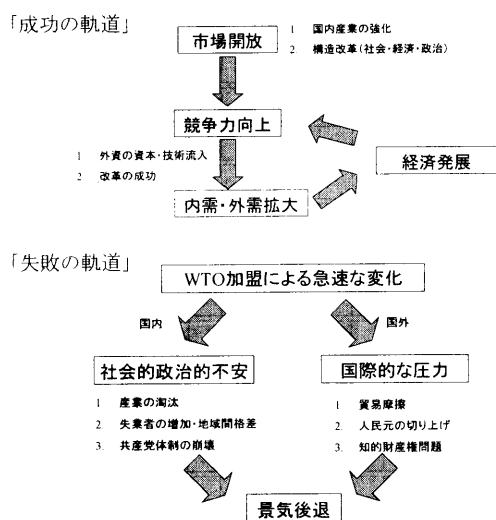 「成功の軌道」
市場開放
1 国内産業の強化
2. 構造改革(社会・経済・政治)
競争力向上
1 外資の資本・技術流入
2 改革の成功
経済発展
内需・外需拡大
「失敗の軌道」
WTO加盟による急速な変化
国内
国外
社会的政治的不安
国際的な圧力
1 産業の淘汰
2 失業者の増加・地域間格差
3. 共産党体制の崩壊
1 貿易摩擦
2. 人民元の切り上げ
3. 知的財産権問題
景気後退